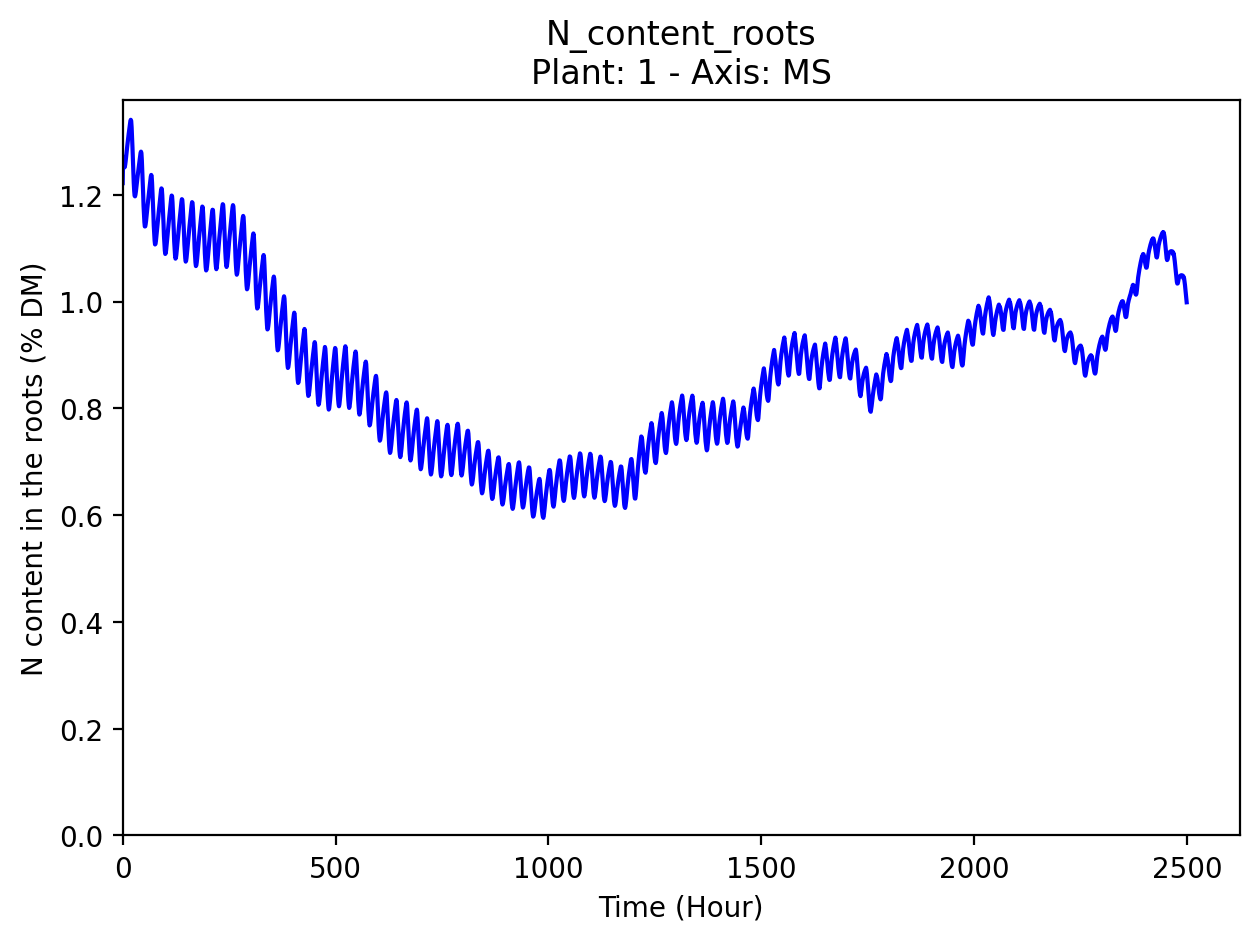 N_content_roots
Plant: 1 - Axis: MS
N content in the roots (% DM)
1.2
1.0
0.8
0.6
0.4
0.2
0.0
0 500 1000 1500 2000 2500
Time (Hour)